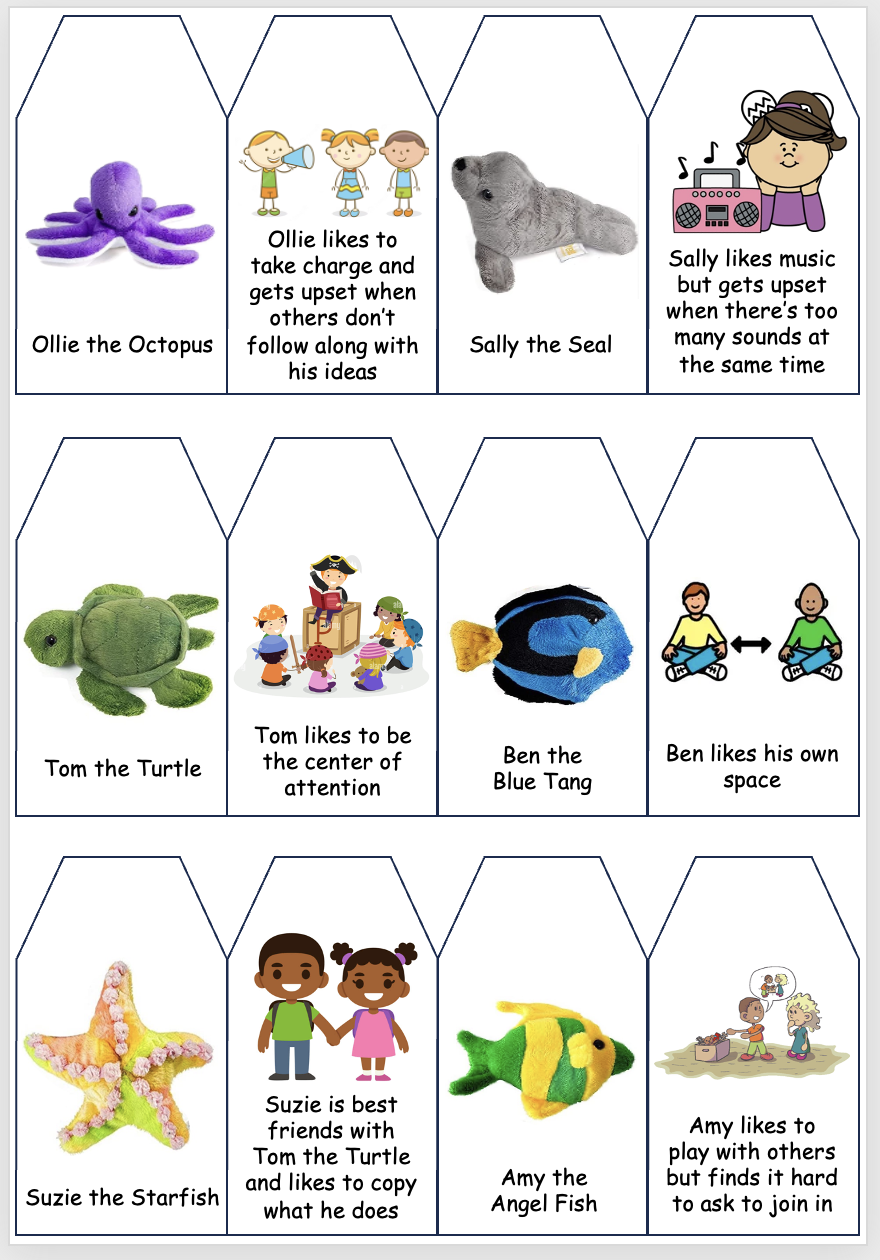 Ollie the Octopus
Ollie likes to
take charge and
gets upset when
others don't
follow along with
his ideas
Sally the Seal
Sally likes music
but gets upset
when there's too
many sounds at
the same time
Tom the Turtle
Tom likes to be
the center of
attention
Ben the
Blue Tang
Ben likes his own
space
Suzie the Starfish
Suzie is best
friends with
Tom the Turtle
and likes to copy
what he does
Amy the
Angel Fish
Amy likes to
play with others
but finds it hard
to ask to join in